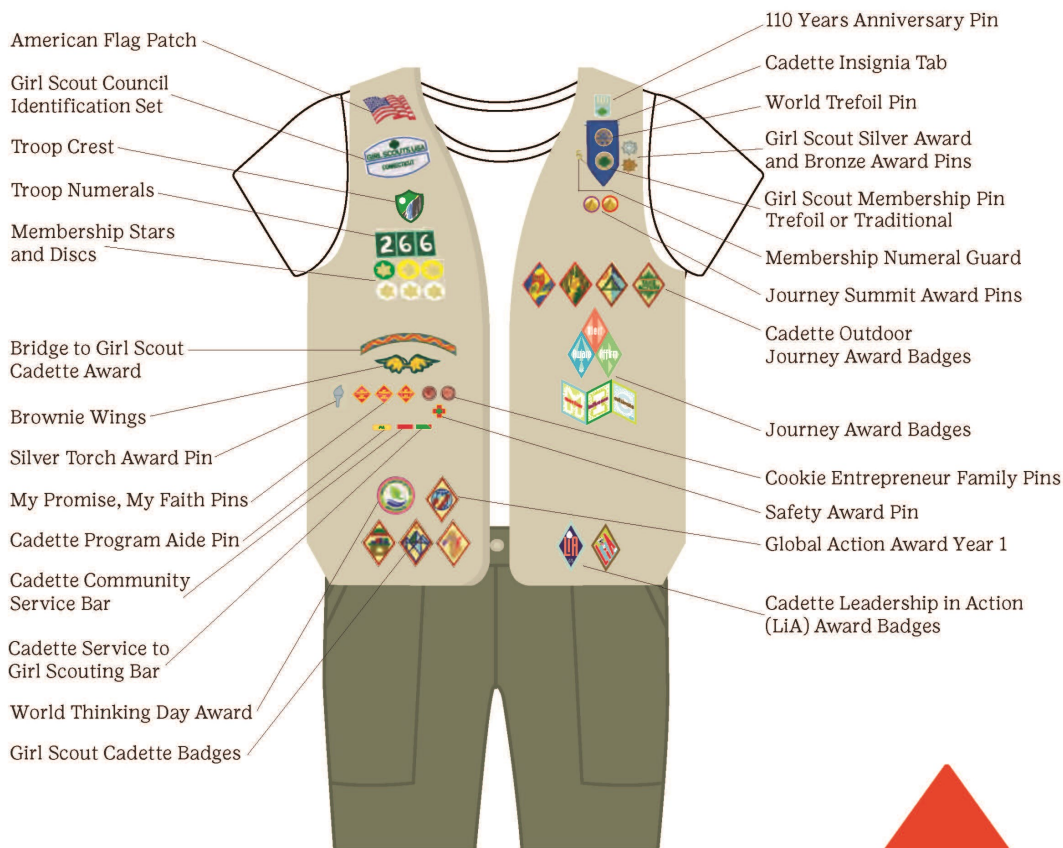 American Flag Patch
Girl Scout Council
Identification Set
Troop Crest
Troop Numerals
Membership Stars
and Discs
Bridge to Girl Scout
Cadette Award
Brownie Wings
Silver Torch Award Pin
My Promise, My Faith Pins
Cadette Program Aide Pin
Cadette Community
Service Bar
Cadette Service to
Girl Scouting Bar
World Thinking Day Award
Girl Scout Cadette Badges
GIRL SCOUTS USA
CONNECTICUT
266
110 Years Anniversary Pin
Cadette Insignia Tab
World Trefoil Pin
Girl Scout Silver Award
and Bronze Award Pins
Girl Scout Membership Pin
Trefoil or Traditional
Membership Numeral Guard
Journey Summit Award Pins
Cadette Outdoor
Journey Award Badges
Journey Award Badges
Cookie Entrepreneur Family Pins
Safety Award Pin
Global Action Award Year 1
Cadette Leadership in Action
(LiA) Award Badges